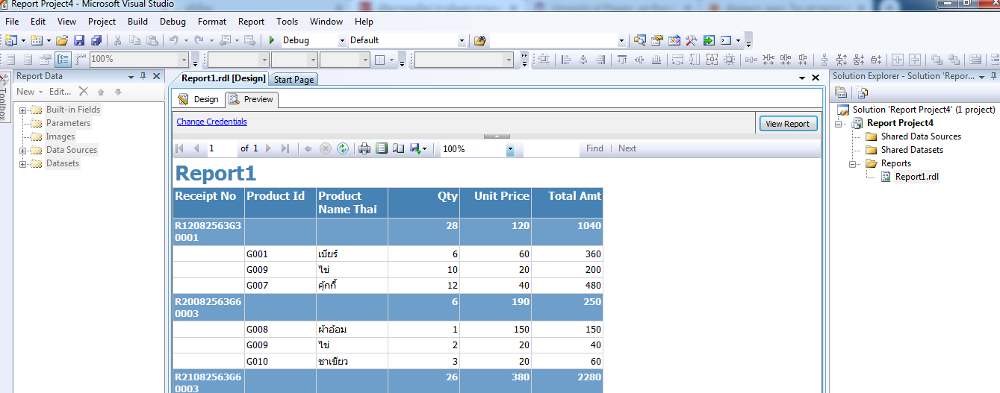 Report Project4 - Microsoft Visual Studio
File Edit View Project Build Debug Format Report Tools Window Help
Debug Default
100%
Report Data
Report1.rdl [Design] Start Page
Solution Explorer - Solution 'Repor...
New Edit...
Toolbox
Design Preview
Built-in Fields
Parameters
Images
Data Sources
Datasets
Change Credentials
View Report
1 of 1 100% Find | Next
Solution 'Report Project4' (1 project)
Report Project4
Shared Data Sources
Shared Datasets
Reports
Report1.rdl
Report1
Receipt No Product Id Product Name Thai Qty Unit Price Total Amt
R12082563G30001 28 120 1040
G001 เบียร์ 6 60 360
G009 ไข่ 10 20 200
G007 คุ้กกี้ 12 40 480
R20082563G60003 6 190 250
G008 ผ้าอ้อม 1 150 150
G009 ไข่ 2 20 40
G010 ชาเขียว 3 20 60
R21082563G60003 26 380 2280